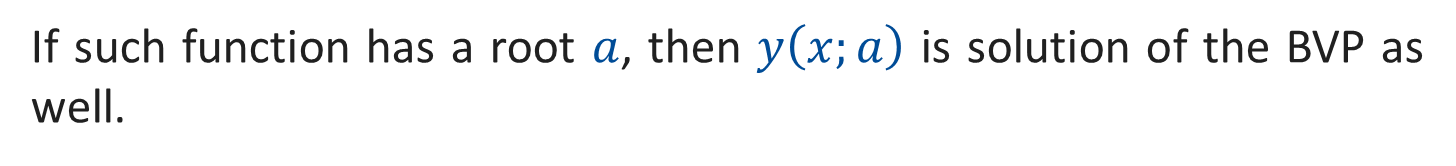 If such function has a root a, then y(x; a) is solution of the BVP as
well.